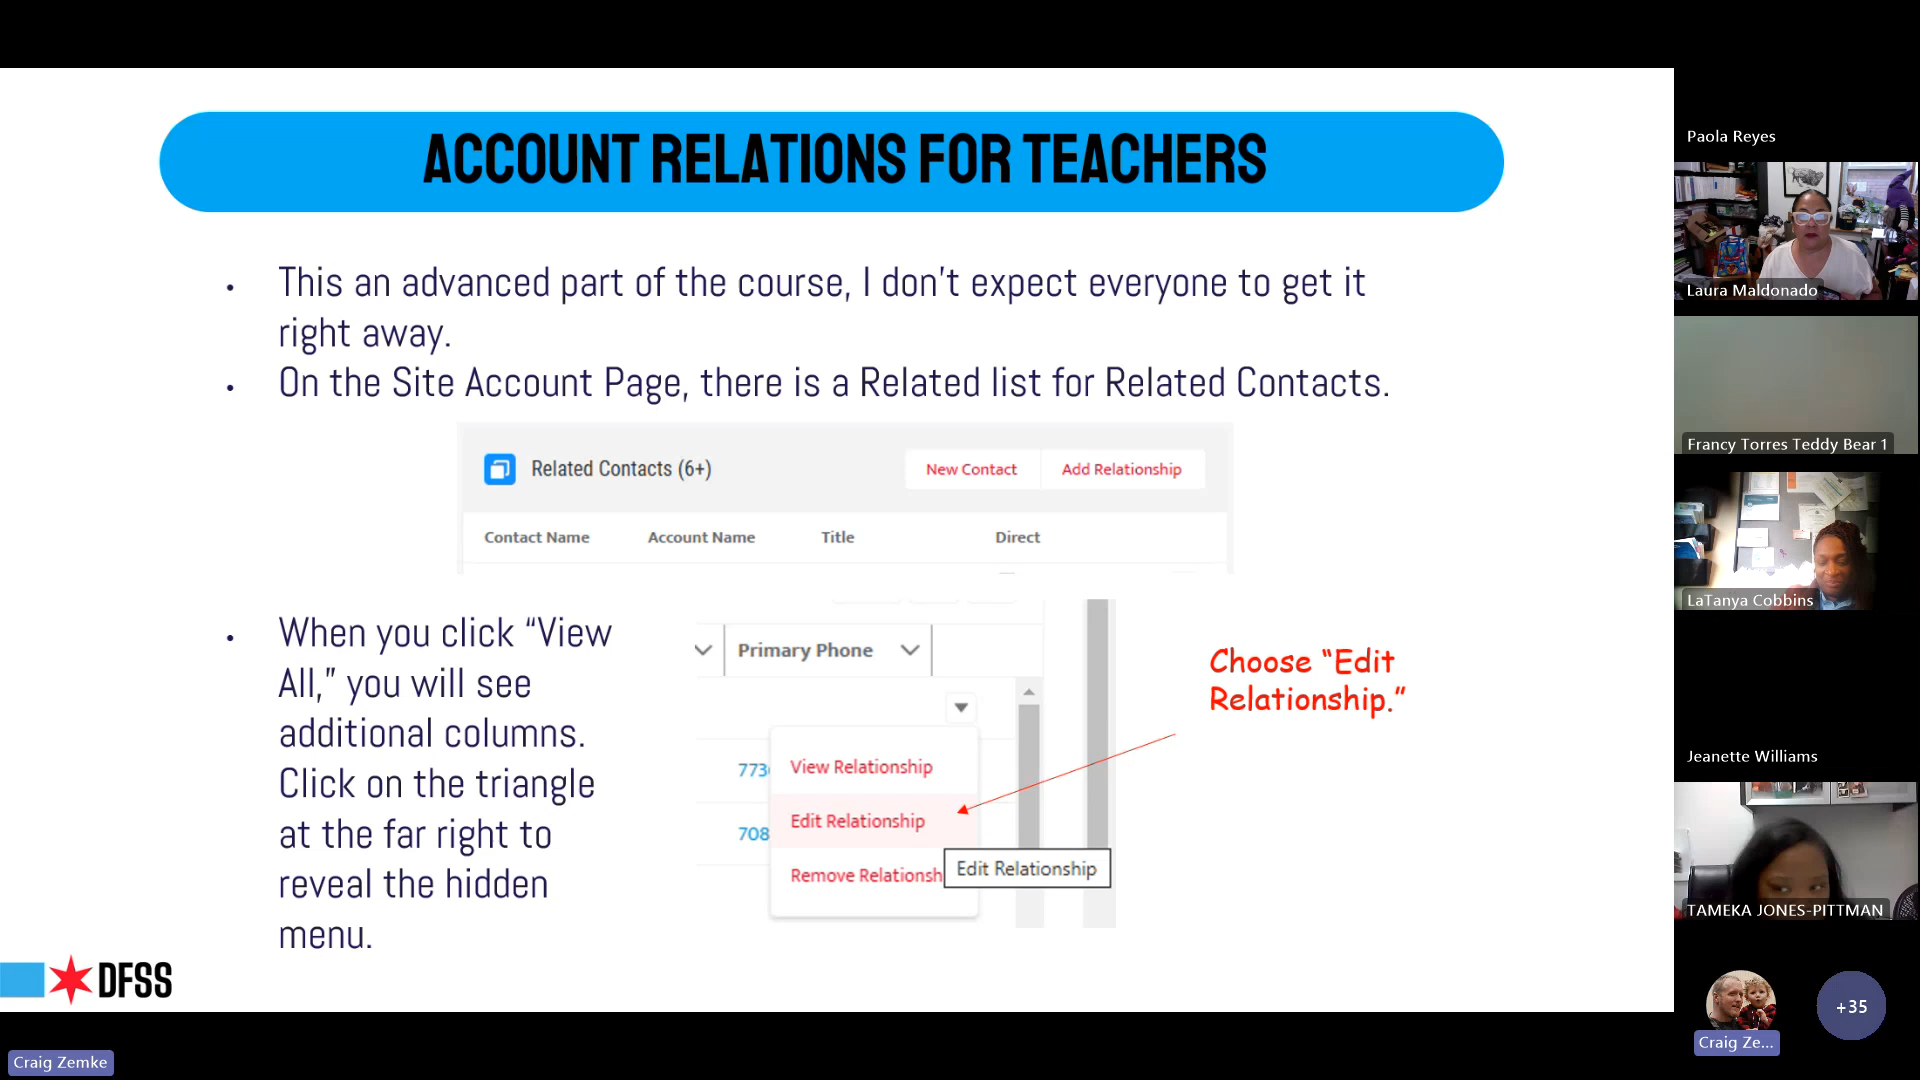 ACCOUNT RELATIONS FOR TEACHERS
• This an advanced part of the course, I don't expect everyone to get it
right away.
• On the Site Account Page, there is a Related list for Related Contacts.
Related Contacts (6+)
New Contact
Add Relationship
Contact Name
Account Name
Title
Direct
• When you click “View
All,” you will see
additional columns.
Click on the triangle
at the far right to
reveal the hidden
menu.
Primary Phone
773
708
View Relationship
Edit Relationship
Remove Relationsh
Edit Relationship
Choose “Edit
Relationship.”
DFSS
Craig Zemke
Paola Reyes
Laura Maldonado
Francy Torres Teddy Bear 1
LaTanya Cobbins
Jeanette Williams
TAMEKA JONES-PITTMAN
Craig Ze...
+35